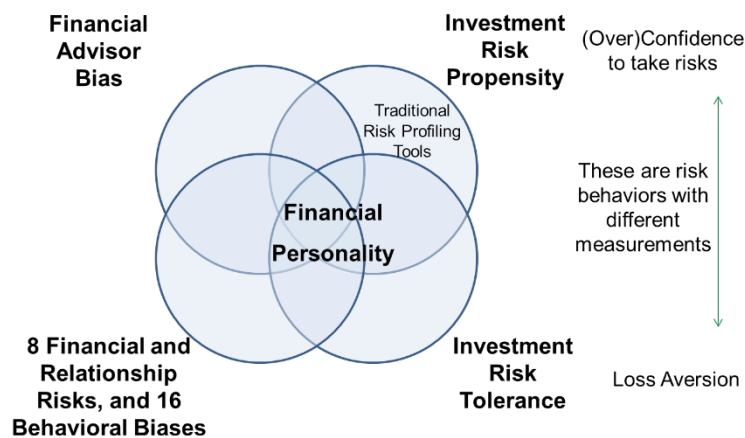 Financial
Advisor
Bias
Investment
Risk
Propensity
(Over)Confidence
to take risks
Traditional
Risk Profiling
Tools
These are risk
behaviors with
different
measurements
Financial
Personality
8 Financial and
Relationship
Risks, and 16
Behavioral Biases
Investment
Risk
Tolerance
Loss Aversion